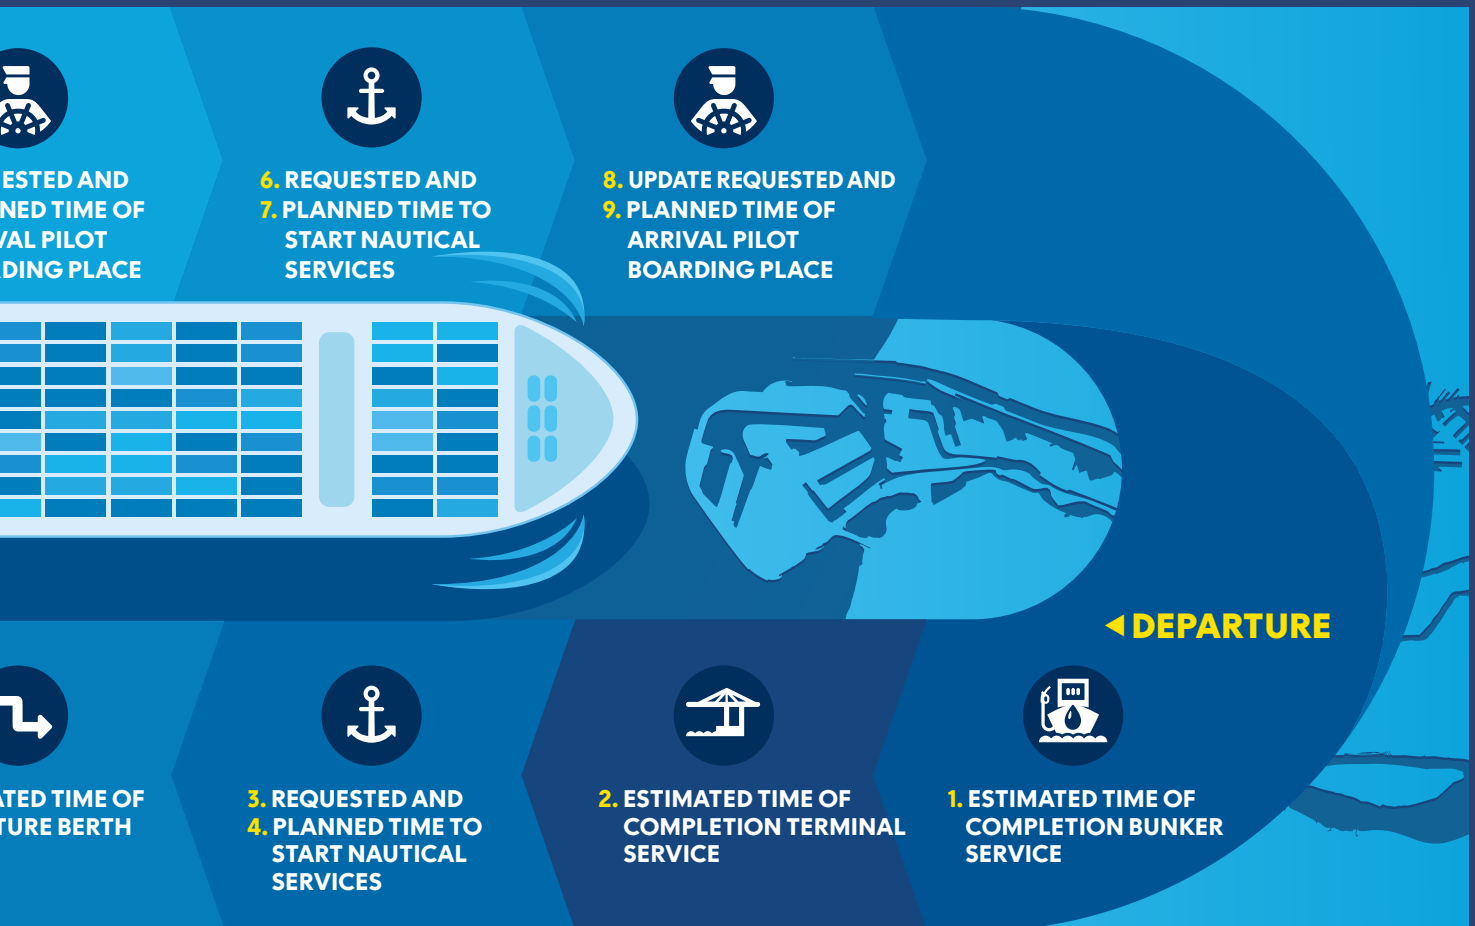 ESTED AND
NED TIME OF
VAL PILOT
DING PLACE
6. REQUESTED AND
7. PLANNED TIME TO
START NAUTICAL
SERVICES
8. UPDATE REQUESTED AND
9. PLANNED TIME OF
ARRIVAL PILOT
BOARDING PLACE
DEPARTURE
ATED TIME OF
TURE BERTH
3. REQUESTED AND
4. PLANNED TIME TO
START NAUTICAL
SERVICES
2. ESTIMATED TIME OF
COMPLETION TERMINAL
SERVICE
1. ESTIMATED TIME OF
COMPLETION BUNKER
SERVICE